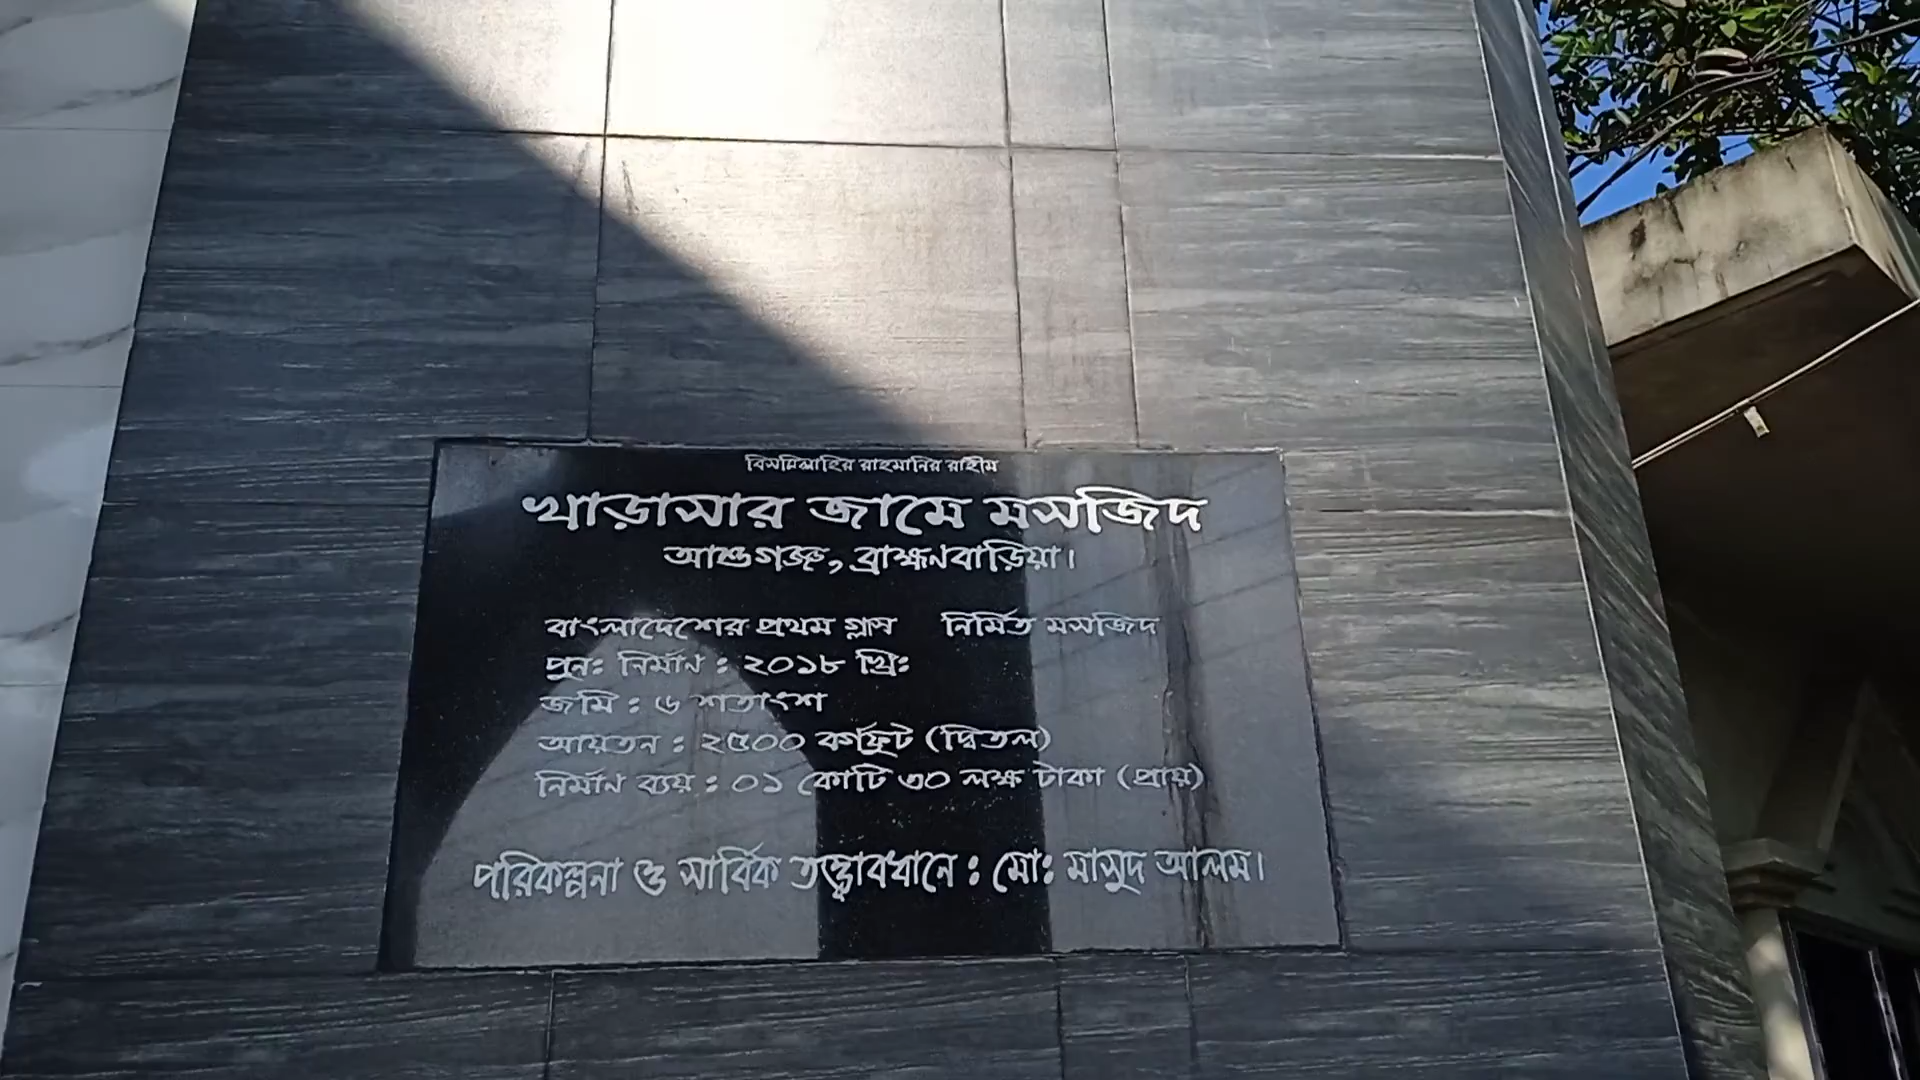 বিসমিল্লাহির রাহমানির রাহীম
খাড়াসার জামে মসজিদ
আশুগঞ্জ, ব্রাহ্মণবাড়িয়া।
বাংলাদেশের প্রথম গ্লাস নির্মিত মসজিদ
পুনঃ নির্মাণ : ২০১৮ খ্রিঃ
জমি : ৬ শতাংশ
আয়তন : ২৫০০ বর্গফুট (দ্বিতল)
নির্মাণ ব্যয় : ০১ কোটি ৩০ লক্ষ টাকা (প্রায়)
পরিকল্পনা ও সার্বিক তত্ত্বাবধানে : মোঃ মাসুদ আলম।